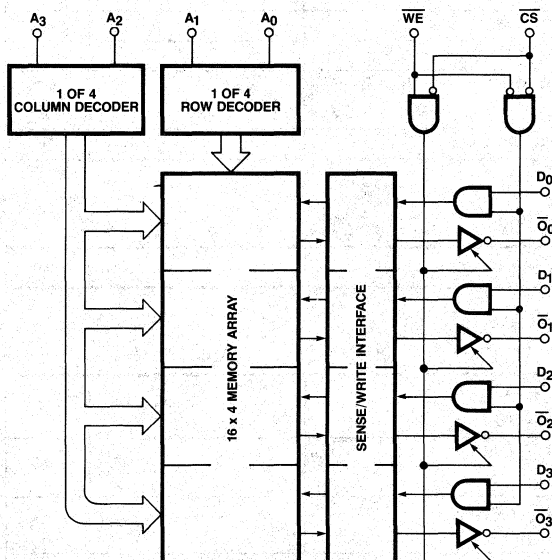 A3 A2 A1 A0 WE CS
1 OF 4
COLUMN DECODER
1 OF 4
ROW DECODER
16 x 4 MEMORY ARRAY
SENSE/WRITE INTERFACE
D0
O0
D1
O1
D2
O2
D3
O3